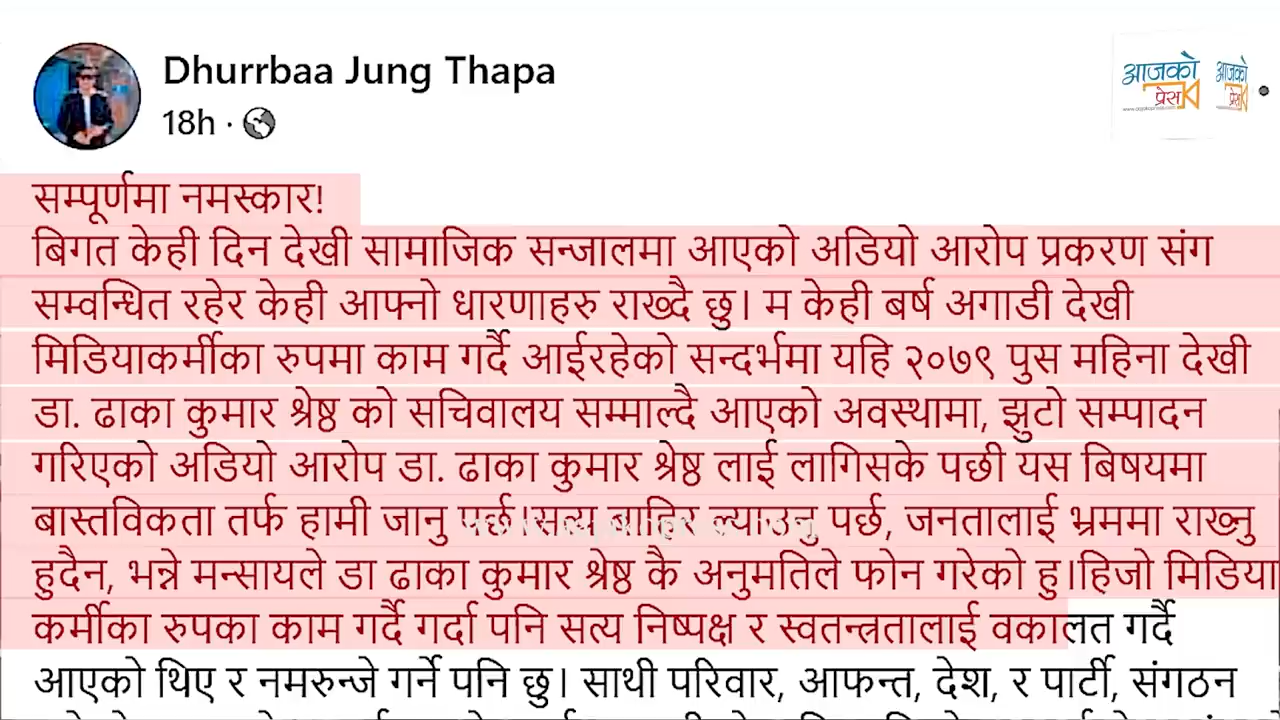 Dhurrbaa Jung Thapa
18h ·
आजको प्रेस
आजको प्रेस
सम्पूर्णमा नमस्कार!
बिगत केही दिन देखी सामाजिक सन्जालमा आएको अडियो आरोप प्रकरण संग
सम्वन्धित रहेर केही आफ्नो धारणाहरु राख्दै छु। म केही बर्ष अगाडी देखी
मिडियाकर्मीका रुपमा काम गर्दै आईरहेको सन्दर्भमा यहि २०७९ पुस महिना देखी
डा. ढाका कुमार श्रेष्ठ को सचिवालय सम्माल्दै आएको अवस्थामा, झुटो सम्पादन
गरिएको अडियो आरोप डा. ढाका कुमार श्रेष्ठ लाई लागिसके पछी यस बिषयमा
बास्तविकता तर्फ हामी जानु पर्छ।सत्य बाहिर ल्याउनु पर्छ, जनतालाई भ्रममा राख्नु
हुदैन, भन्ने मन्सायले डा ढाका कुमार श्रेष्ठ कै अनुमतिले फोन गरेको हु।हिजो मिडिया
कर्मीका रुपका काम गर्दै गर्दा पनि सत्य निष्पक्ष र स्वतन्त्रतालाई वकालत गर्दै
आएको थिए र नमरुन्जे गर्ने पनि छु। साथी परिवार, आफन्त, देश, र पार्टी, संगठन